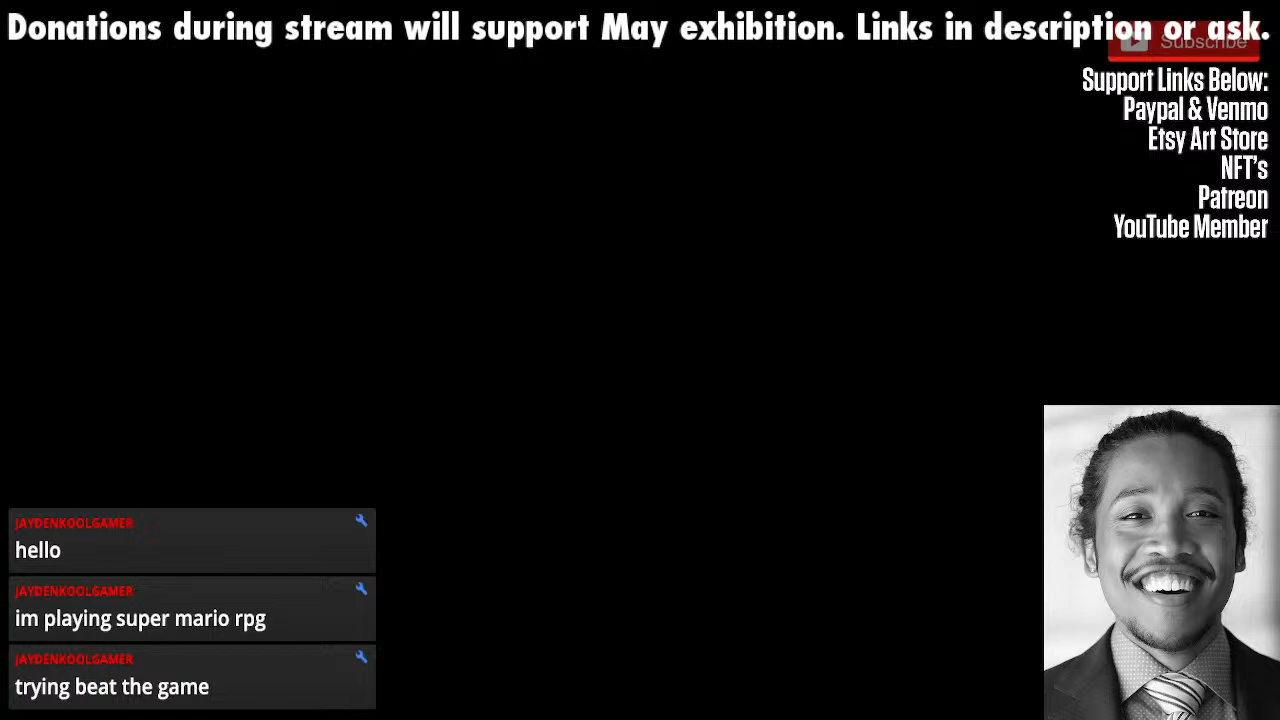 Donations during stream will support May exhibition. Links in description or ask.
Subscribe
Support Links Below:
Paypal & Venmo
Etsy Art Store
NFT's
Patreon
YouTube Member
JAYDENKOOLGAMER
hello
JAYDENKOOLGAMER
im playing super mario rpg
JAYDENKOOLGAMER
trying beat the game